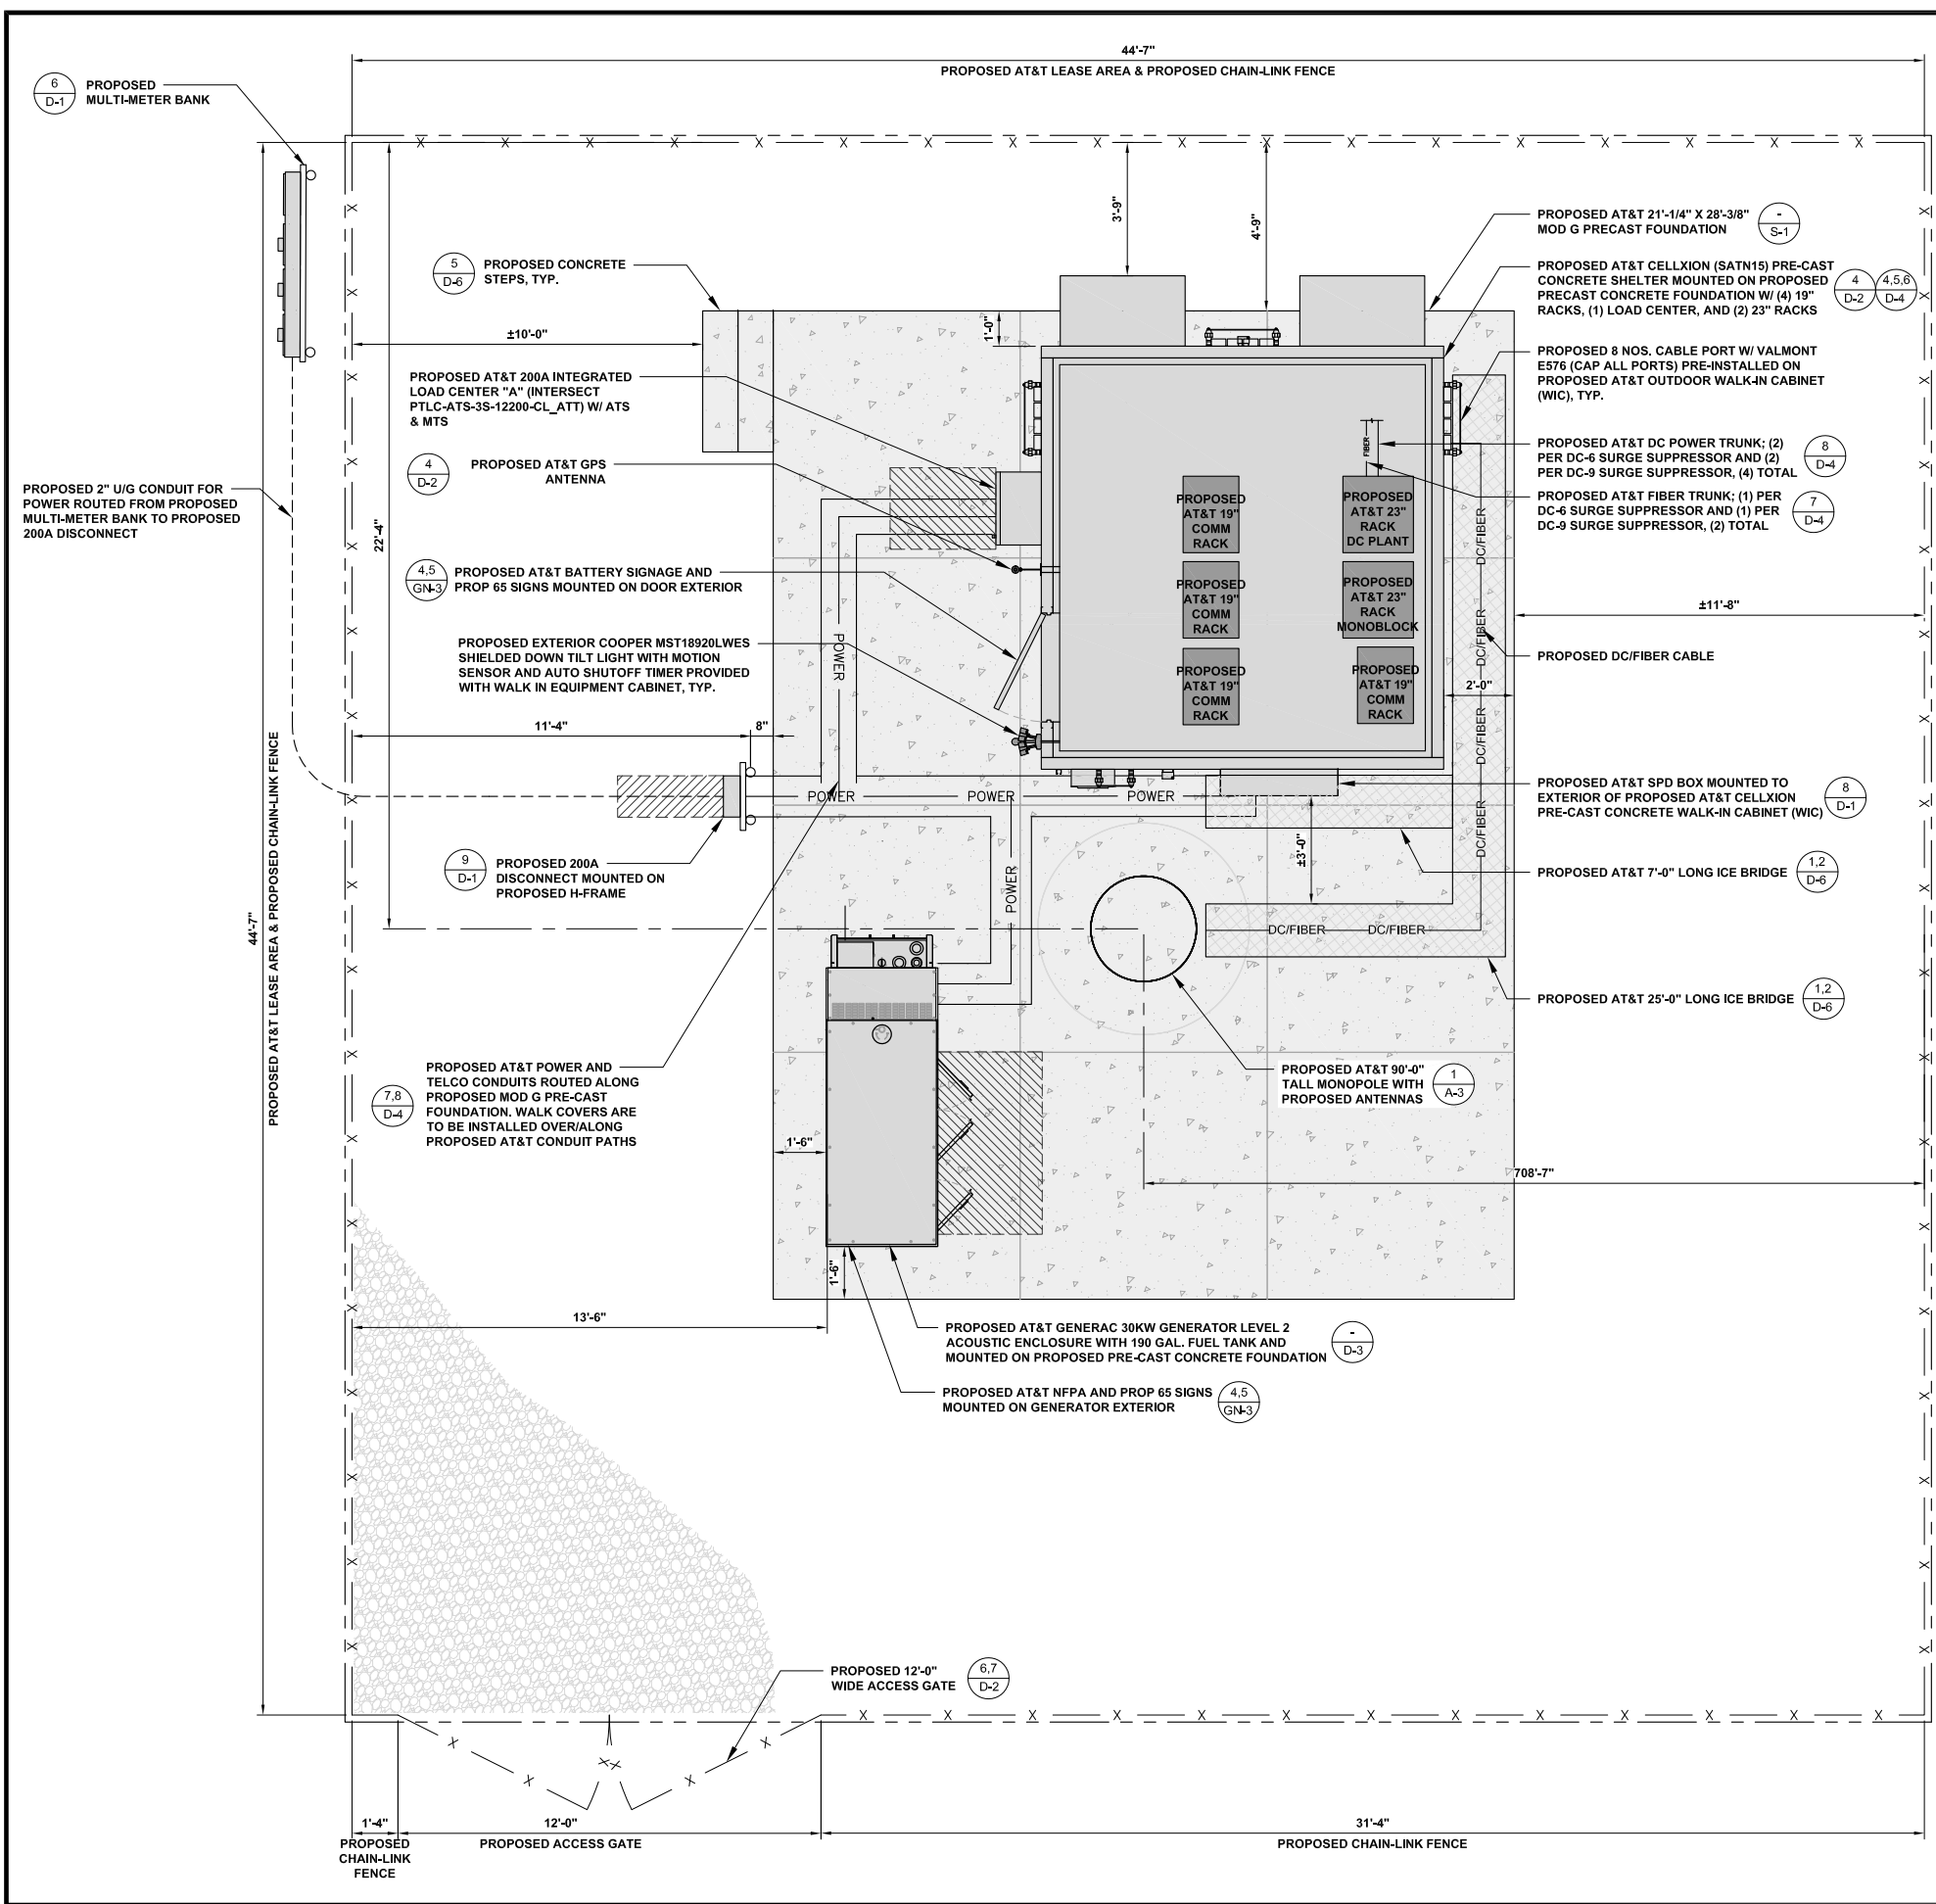 44'-7"
PROPOSED AT&T LEASE AREA & PROPOSED CHAIN-LINK FENCE
6
D-1
PROPOSED
MULTI-METER BANK
3'-9"
4'-9"
PROPOSED AT&T 21'-1/4" X 28'-3/8"
MOD G PRECAST FOUNDATION
-
S-1
5
D-6
PROPOSED CONCRETE
STEPS, TYP.
PROPOSED AT&T CELLXION (SATN15) PRE-CAST
CONCRETE SHELTER MOUNTED ON PROPOSED
PRECAST CONCRETE FOUNDATION W/ (4) 19"
RACKS, (1) LOAD CENTER, AND (2) 23" RACKS
4
D-2
4,5,6
D-4
±10'-0"
1'-0"
PROPOSED 8 NOS. CABLE PORT W/ VALMONT
E576 (CAP ALL PORTS) PRE-INSTALLED ON
PROPOSED AT&T OUTDOOR WALK-IN CABINET
(WIC), TYP.
PROPOSED AT&T 200A INTEGRATED
LOAD CENTER "A" (INTERSECT
PTLC-ATS-3S-12200-CL_ATT) W/ ATS
& MTS
FIBER
PROPOSED AT&T DC POWER TRUNK; (2)
PER DC-6 SURGE SUPPRESSOR AND (2)
PER DC-9 SURGE SUPPRESSOR, (4) TOTAL
8
D-4
4
D-2
PROPOSED AT&T GPS
ANTENNA
PROPOSED 2" U/G CONDUIT FOR
POWER ROUTED FROM PROPOSED
MULTI-METER BANK TO PROPOSED
200A DISCONNECT
22'-4"
PROPOSED
AT&T 19"
COMM
RACK
PROPOSED
AT&T 23"
RACK
DC PLANT
PROPOSED AT&T FIBER TRUNK; (1) PER
DC-6 SURGE SUPPRESSOR AND (1) PER
DC-9 SURGE SUPPRESSOR, (2) TOTAL
7
D-4
DC/FIBER
4,5
GN-3
PROPOSED AT&T BATTERY SIGNAGE AND
PROP 65 SIGNS MOUNTED ON DOOR EXTERIOR
PROPOSED
AT&T 19"
COMM
RACK
PROPOSED
AT&T 23"
RACK
MONOBLOCK
±11'-8"
DC/FIBER
PROPOSED EXTERIOR COOPER MST18920LWES
SHIELDED DOWN TILT LIGHT WITH MOTION
SENSOR AND AUTO SHUTOFF TIMER PROVIDED
WITH WALK IN EQUIPMENT CABINET, TYP.
POWER
PROPOSED
AT&T 19"
COMM
RACK
PROPOSED
AT&T 19"
COMM
RACK
PROPOSED DC/FIBER CABLE
2'-0"
DC/FIBER
11'-4"
8"
POWER
POWER
POWER
PROPOSED AT&T SPD BOX MOUNTED TO
EXTERIOR OF PROPOSED AT&T CELLXION
PRE-CAST CONCRETE WALK-IN CABINET (WIC)
8
D-1
DC/FIBER
±3'-0"
9
D-1
PROPOSED 200A
DISCONNECT MOUNTED ON
PROPOSED H-FRAME
POWER
PROPOSED AT&T 7'-0" LONG ICE BRIDGE
1,2
D-6
44'-7"
PROPOSED AT&T LEASE AREA & PROPOSED CHAIN-LINK FENCE
DC/FIBER
DC/FIBER
PROPOSED AT&T 25'-0" LONG ICE BRIDGE
1,2
D-6
7,8
D-4
PROPOSED AT&T POWER AND
TELCO CONDUITS ROUTED ALONG
PROPOSED MOD G PRE-CAST
FOUNDATION. WALK COVERS ARE
TO BE INSTALLED OVER/ALONG
PROPOSED AT&T CONDUIT PATHS
PROPOSED AT&T 90'-0"
TALL MONOPOLE WITH
PROPOSED ANTENNAS
1
A-3
1'-6"
708'-7"
1'-6"
13'-6"
PROPOSED AT&T GENERAC 30KW GENERATOR LEVEL 2
ACOUSTIC ENCLOSURE WITH 190 GAL. FUEL TANK AND
MOUNTED ON PROPOSED PRE-CAST CONCRETE FOUNDATION
-
D-3
PROPOSED AT&T NFPA AND PROP 65 SIGNS
MOUNTED ON GENERATOR EXTERIOR
4,5
GN-3
PROPOSED 12'-0"
WIDE ACCESS GATE
6,7
D-2
1'-4"
PROPOSED
CHAIN-LINK
FENCE
12'-0"
PROPOSED ACCESS GATE
31'-4"
PROPOSED CHAIN-LINK FENCE